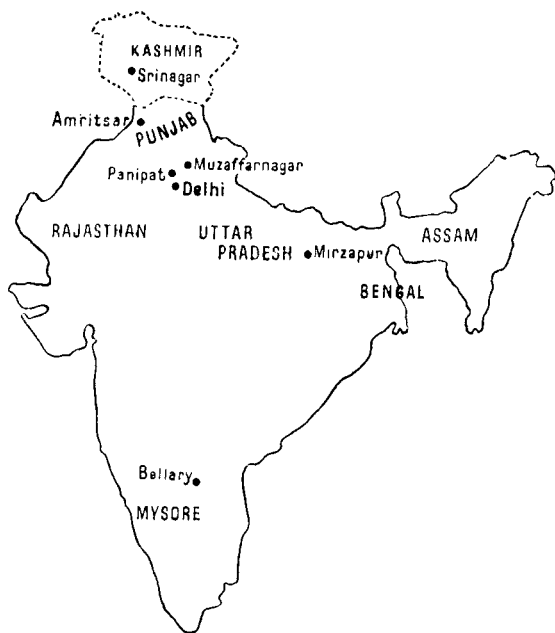 KASHMIR
Srinagar
Amritsar
PUNJAB
Muzaffarnagar
Panipat
Delhi
RAJASTHAN
UTTAR
PRADESH
Mirzapur
ASSAM
BENGAL
Bellary
MYSORE